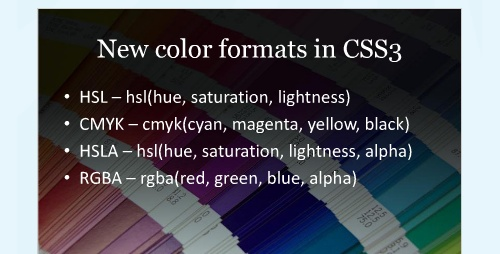 New color formats in CSS3
• HSL – hsl(hue, saturation, lightness)
• CMYK – cmyk(cyan, magenta, yellow, black)
• HSLA – hsl(hue, saturation, lightness, alpha)
• RGBA – rgba(red, green, blue, alpha)